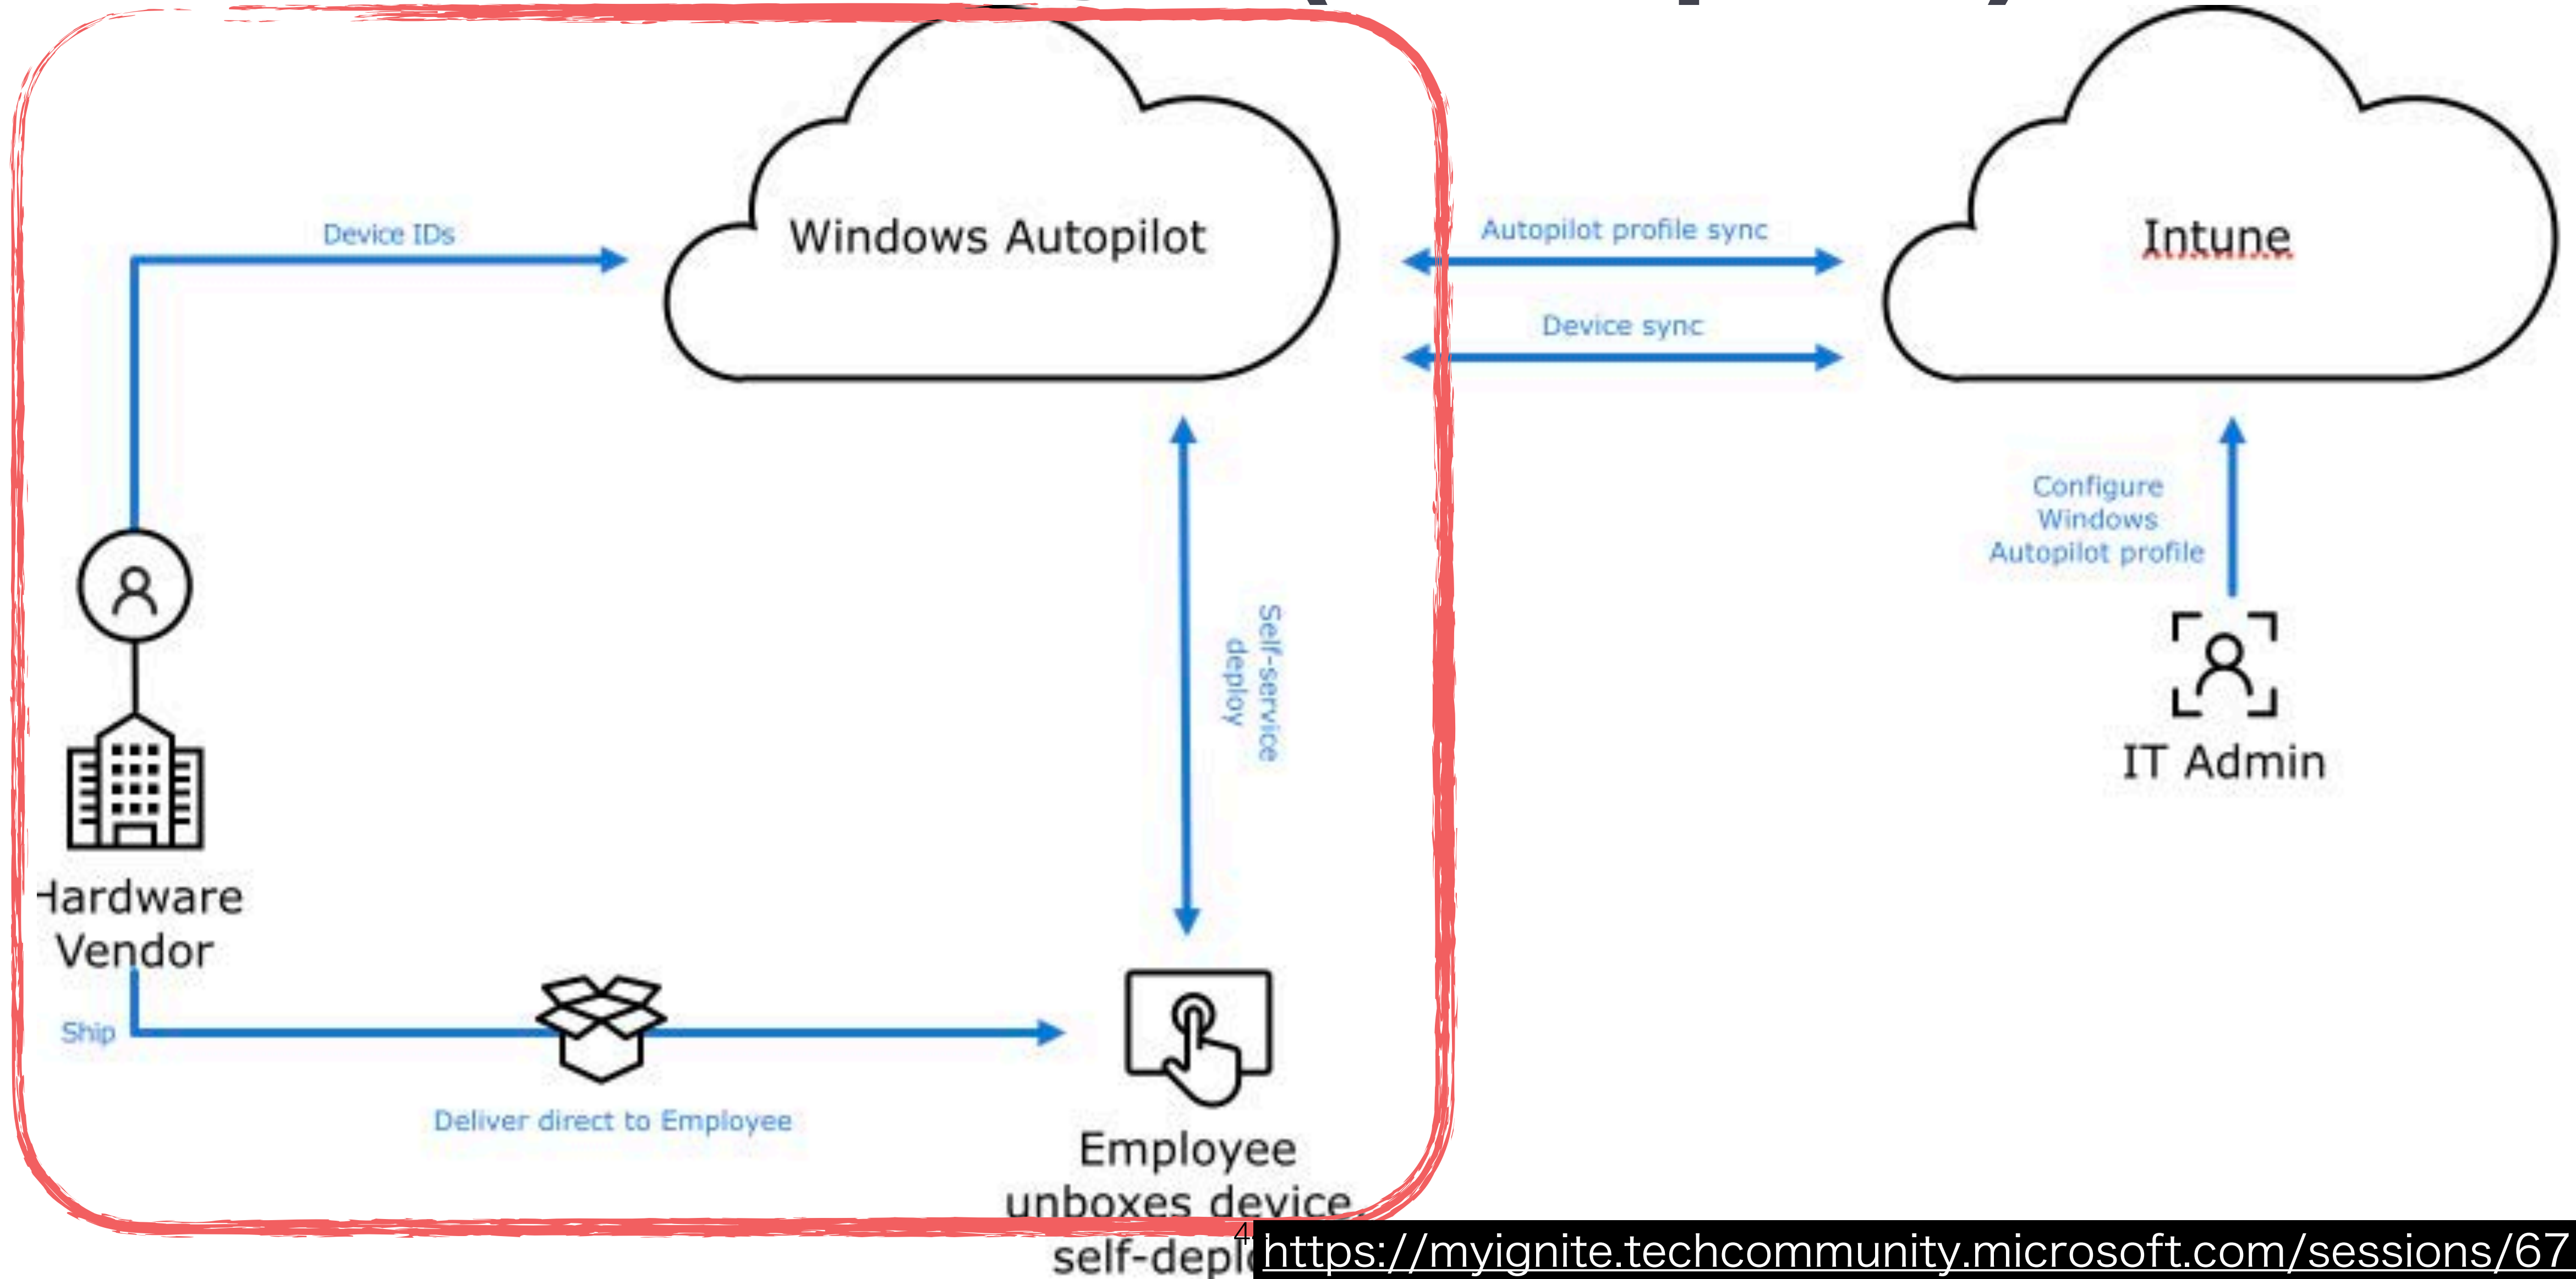 Device IDs
Windows Autopilot
Autopilot profile sync
Device sync
Intune
Self-service
deploy
Configure
Windows
Autopilot profile
IT Admin
Hardware
Vendor
Ship
Deliver direct to Employee
Employee
unboxes device,
https://myignite.techcommunity.microsoft.com/sessions/67